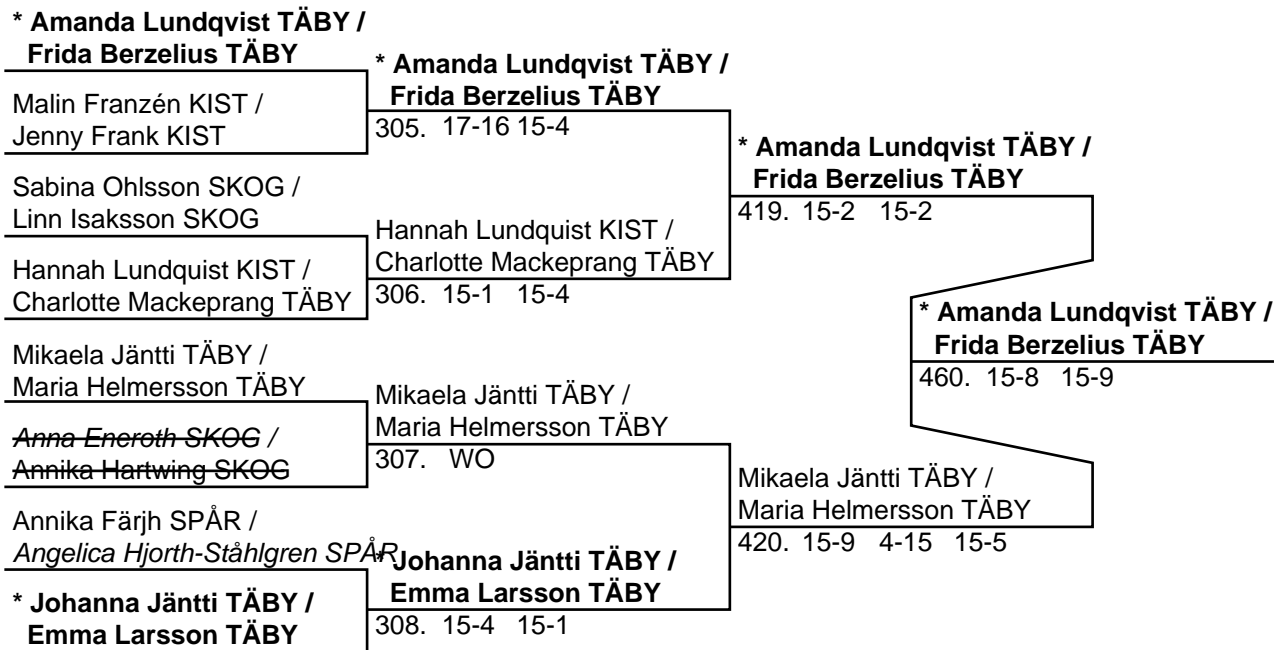 * Amanda Lundqvist TÄBY /
Frida Berzelius TÄBY
Malin Franzén KIST /
Jenny Frank KIST
Sabina Ohlsson SKOG /
Linn Isaksson SKOG
Hannah Lundquist KIST /
Charlotte Mackeprang TÄBY
Mikaela Jäntti TÄBY /
Maria Helmersson TÄBY
Anna Eneroth SKOG /
Annika Hartwing SKOG
Annika Färjh SPÅR /
Angelica Hjorth-Ståhlgren SPÅR
* Johanna Jäntti TÄBY /
Emma Larsson TÄBY
* Amanda Lundqvist TÄBY /
Frida Berzelius TÄBY
305. 17-16 15-4
Hannah Lundquist KIST /
Charlotte Mackeprang TÄBY
306. 15-1 15-4
Mikaela Jäntti TÄBY /
Maria Helmersson TÄBY
307. WO
* Johanna Jäntti TÄBY /
Emma Larsson TÄBY
308. 15-4 15-1
* Amanda Lundqvist TÄBY /
Frida Berzelius TÄBY
419. 15-2 15-2
Mikaela Jäntti TÄBY /
Maria Helmersson TÄBY
420. 15-9 4-15 15-5
* Amanda Lundqvist TÄBY /
Frida Berzelius TÄBY
460. 15-8 15-9